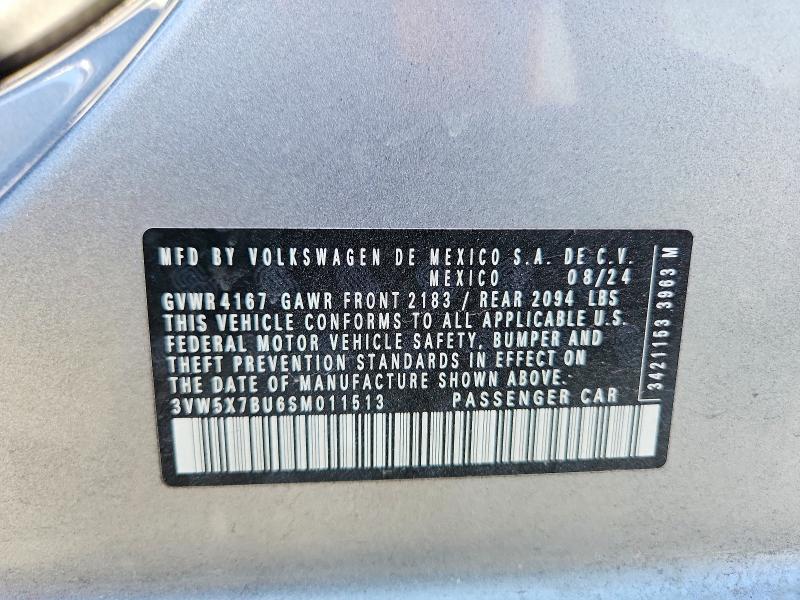 MFD BY VOLKSWAGEN DE MEXICO S.A. DE C.V.
MEXICO 08/24
GVWR4167 GAWR FRONT 2183 / REAR 2094 LBS
THIS VEHICLE CONFORMS TO ALL APPLICABLE U.S.
FEDERAL MOTOR VEHICLE SAFETY, BUMPER AND
THEFT PREVENTION STANDARDS IN EFFECT ON
THE DATE OF MANUFACTURE SHOWN ABOVE.
3VW5X7BU6SM011513 PASSENGER CAR
3421153 3963 M